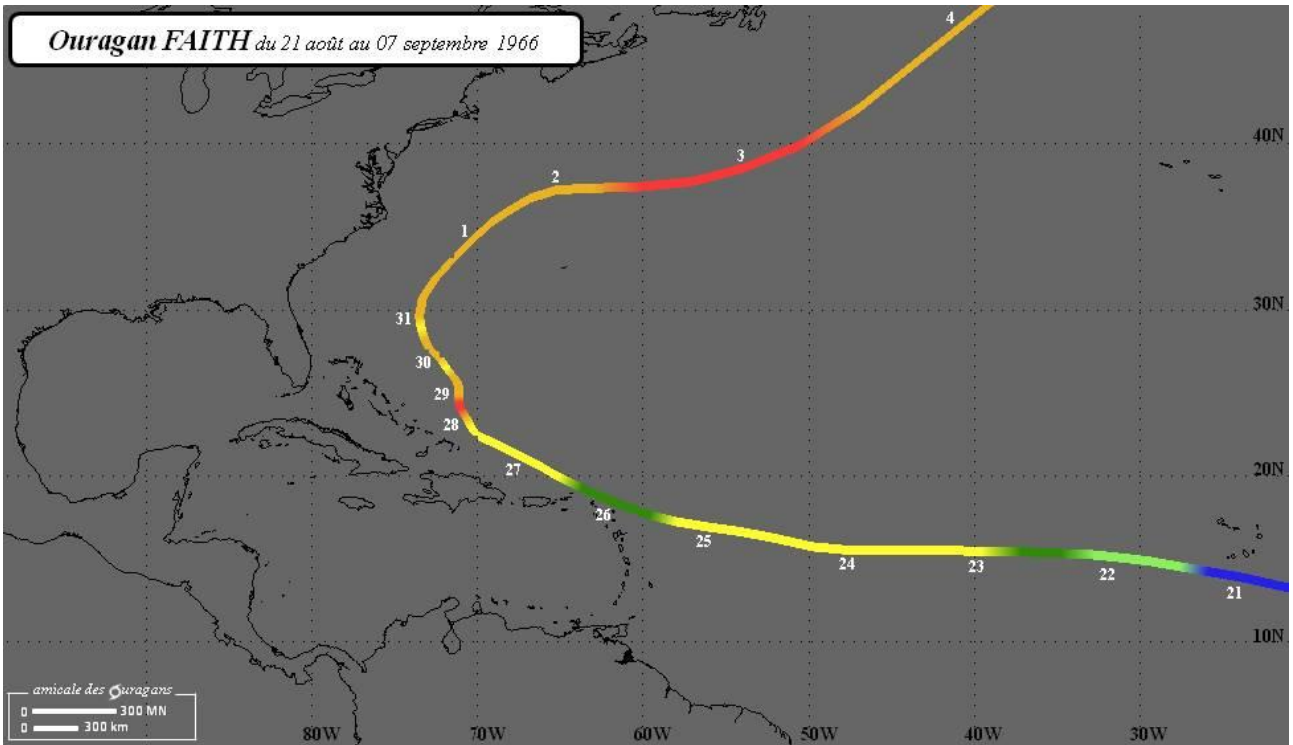 Ouragan FAITH du 21 août au 07 septembre 1966
4
40N
3
2
1
31
30N
30
29
28
27
20N
26
25
24
23
22
21
10N
amicale des Ouragans
0 300 MN
0 300 km
80W 70W 60W 50W 40W 30W